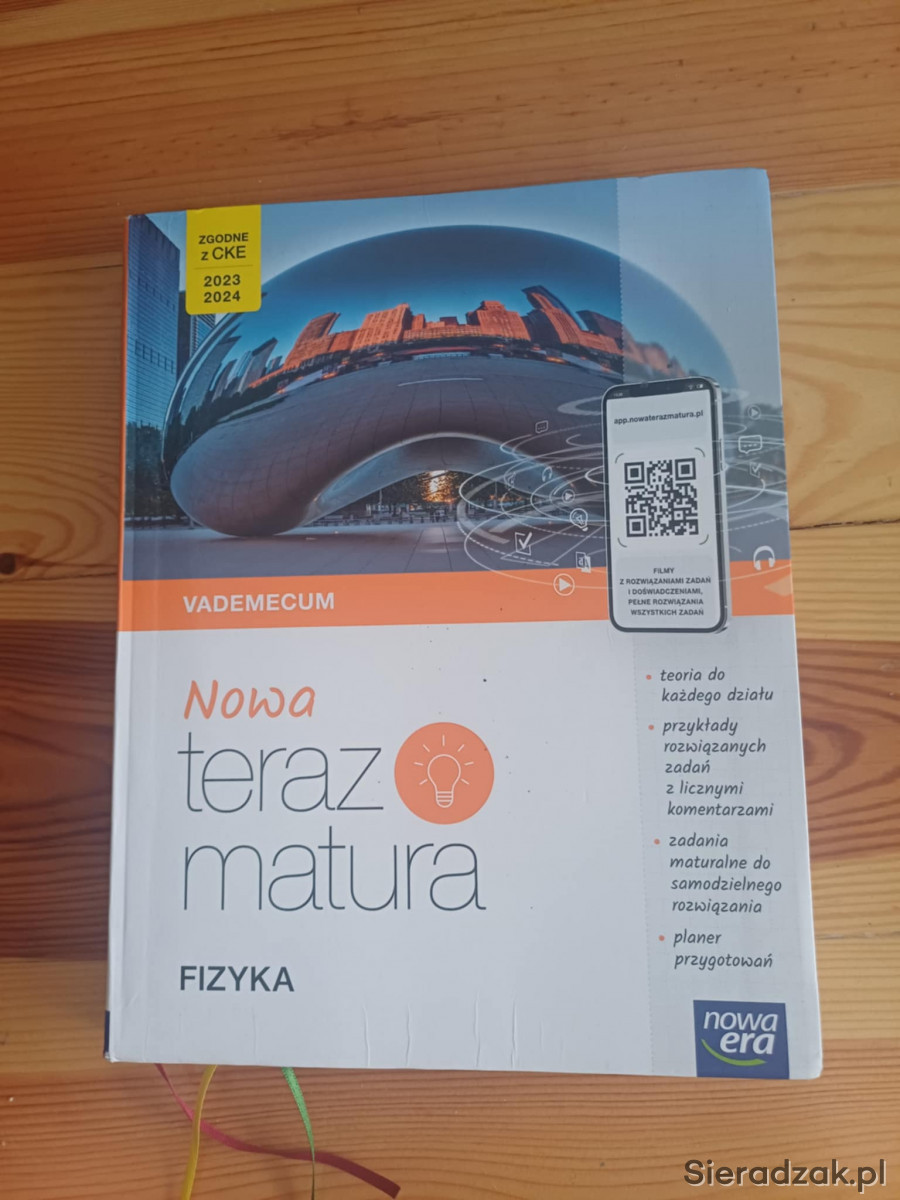 ZGODNE
z CKE
2023
2024
app.nowaterazmatura.pl
FILMY
Z ROZWIĄZANIAMI ZADAŃ
I DOŚWIADCZENIAMI,
PEŁNE ROZWIĄZANIA
WSZYSTKICH ZADAŃ
VADEMECUM
Nowa
teraz
matura
FIZYKA
• teoria do
każdego działu
• przykłady
rozwiązanych
zadań
z licznymi
komentarzami
• zadania
maturalne do
samodzielnego
rozwiązania
• planer
przygotowań
nowa
era
Sieradzak.pl